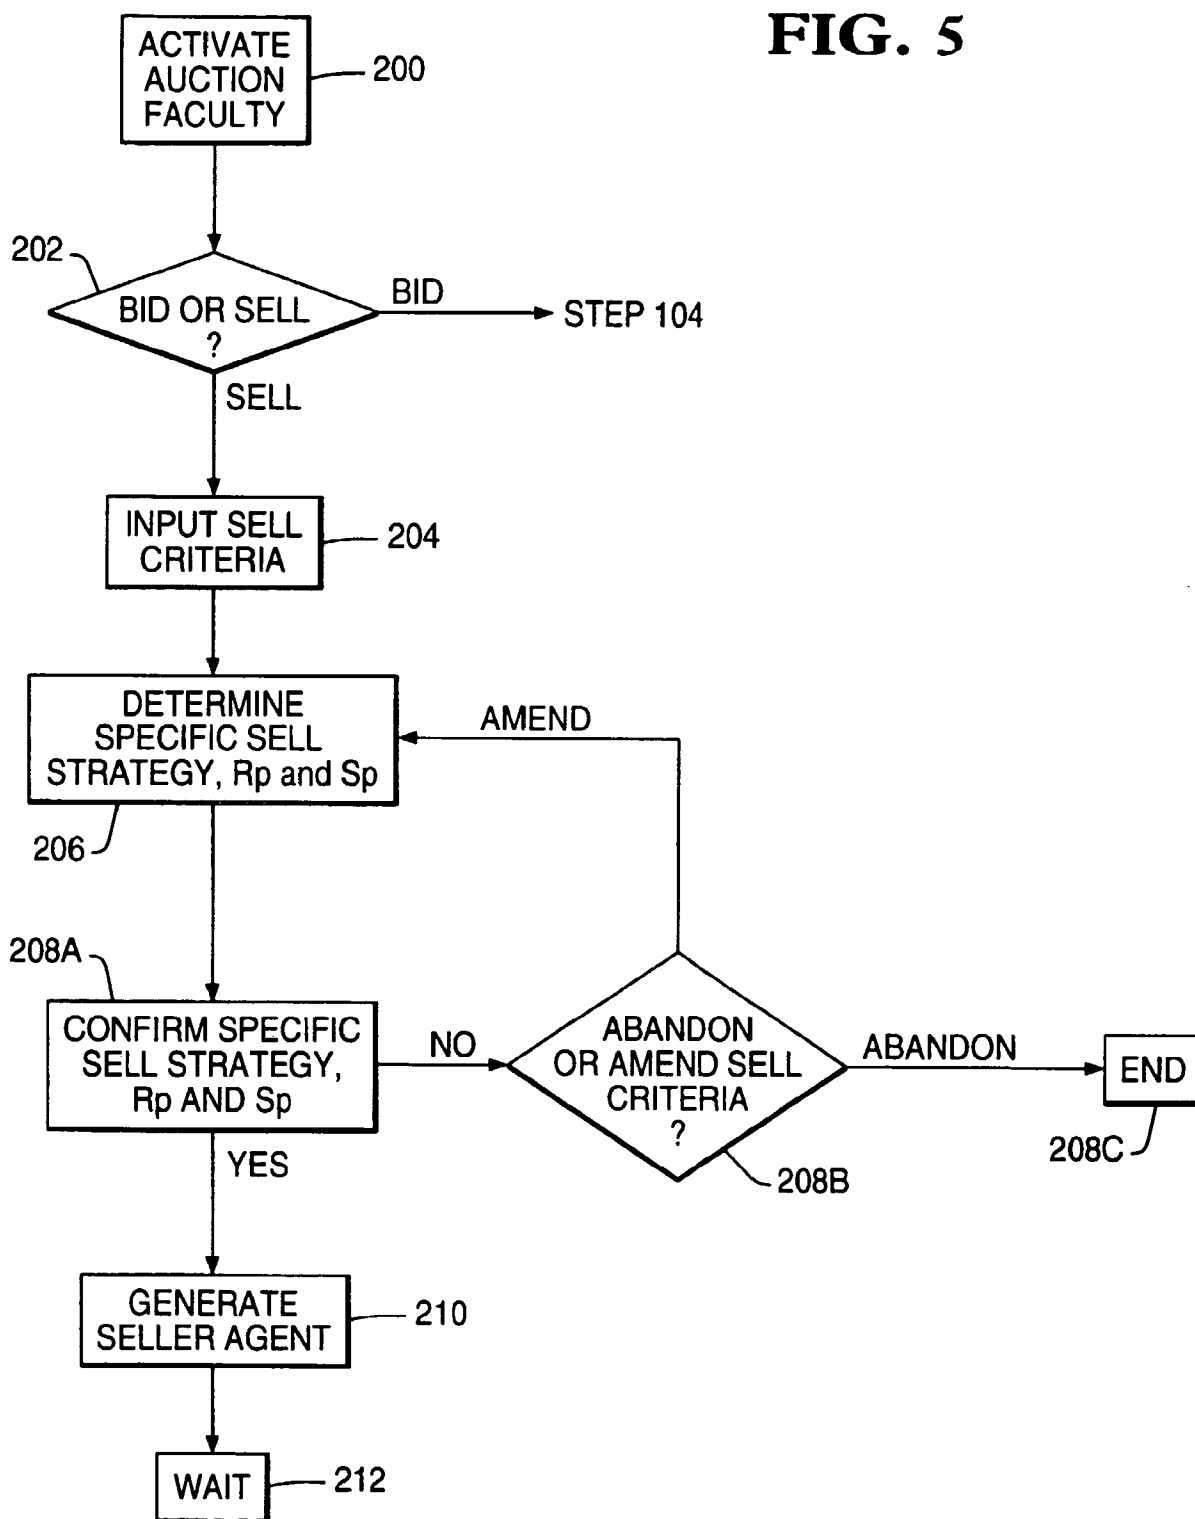 FIG. 5
ACTIVATE
AUCTION
FACULTY
200
202
BID OR SELL
?
BID
STEP 104
SELL
INPUT SELL
CRITERIA
204
DETERMINE
SPECIFIC SELL
STRATEGY, Rp and Sp
AMEND
206
208A
CONFIRM SPECIFIC
SELL STRATEGY,
Rp AND Sp
NO
ABANDON
OR AMEND SELL
CRITERIA
?
ABANDON
END
208C
208B
YES
GENERATE
SELLER AGENT
210
WAIT
212